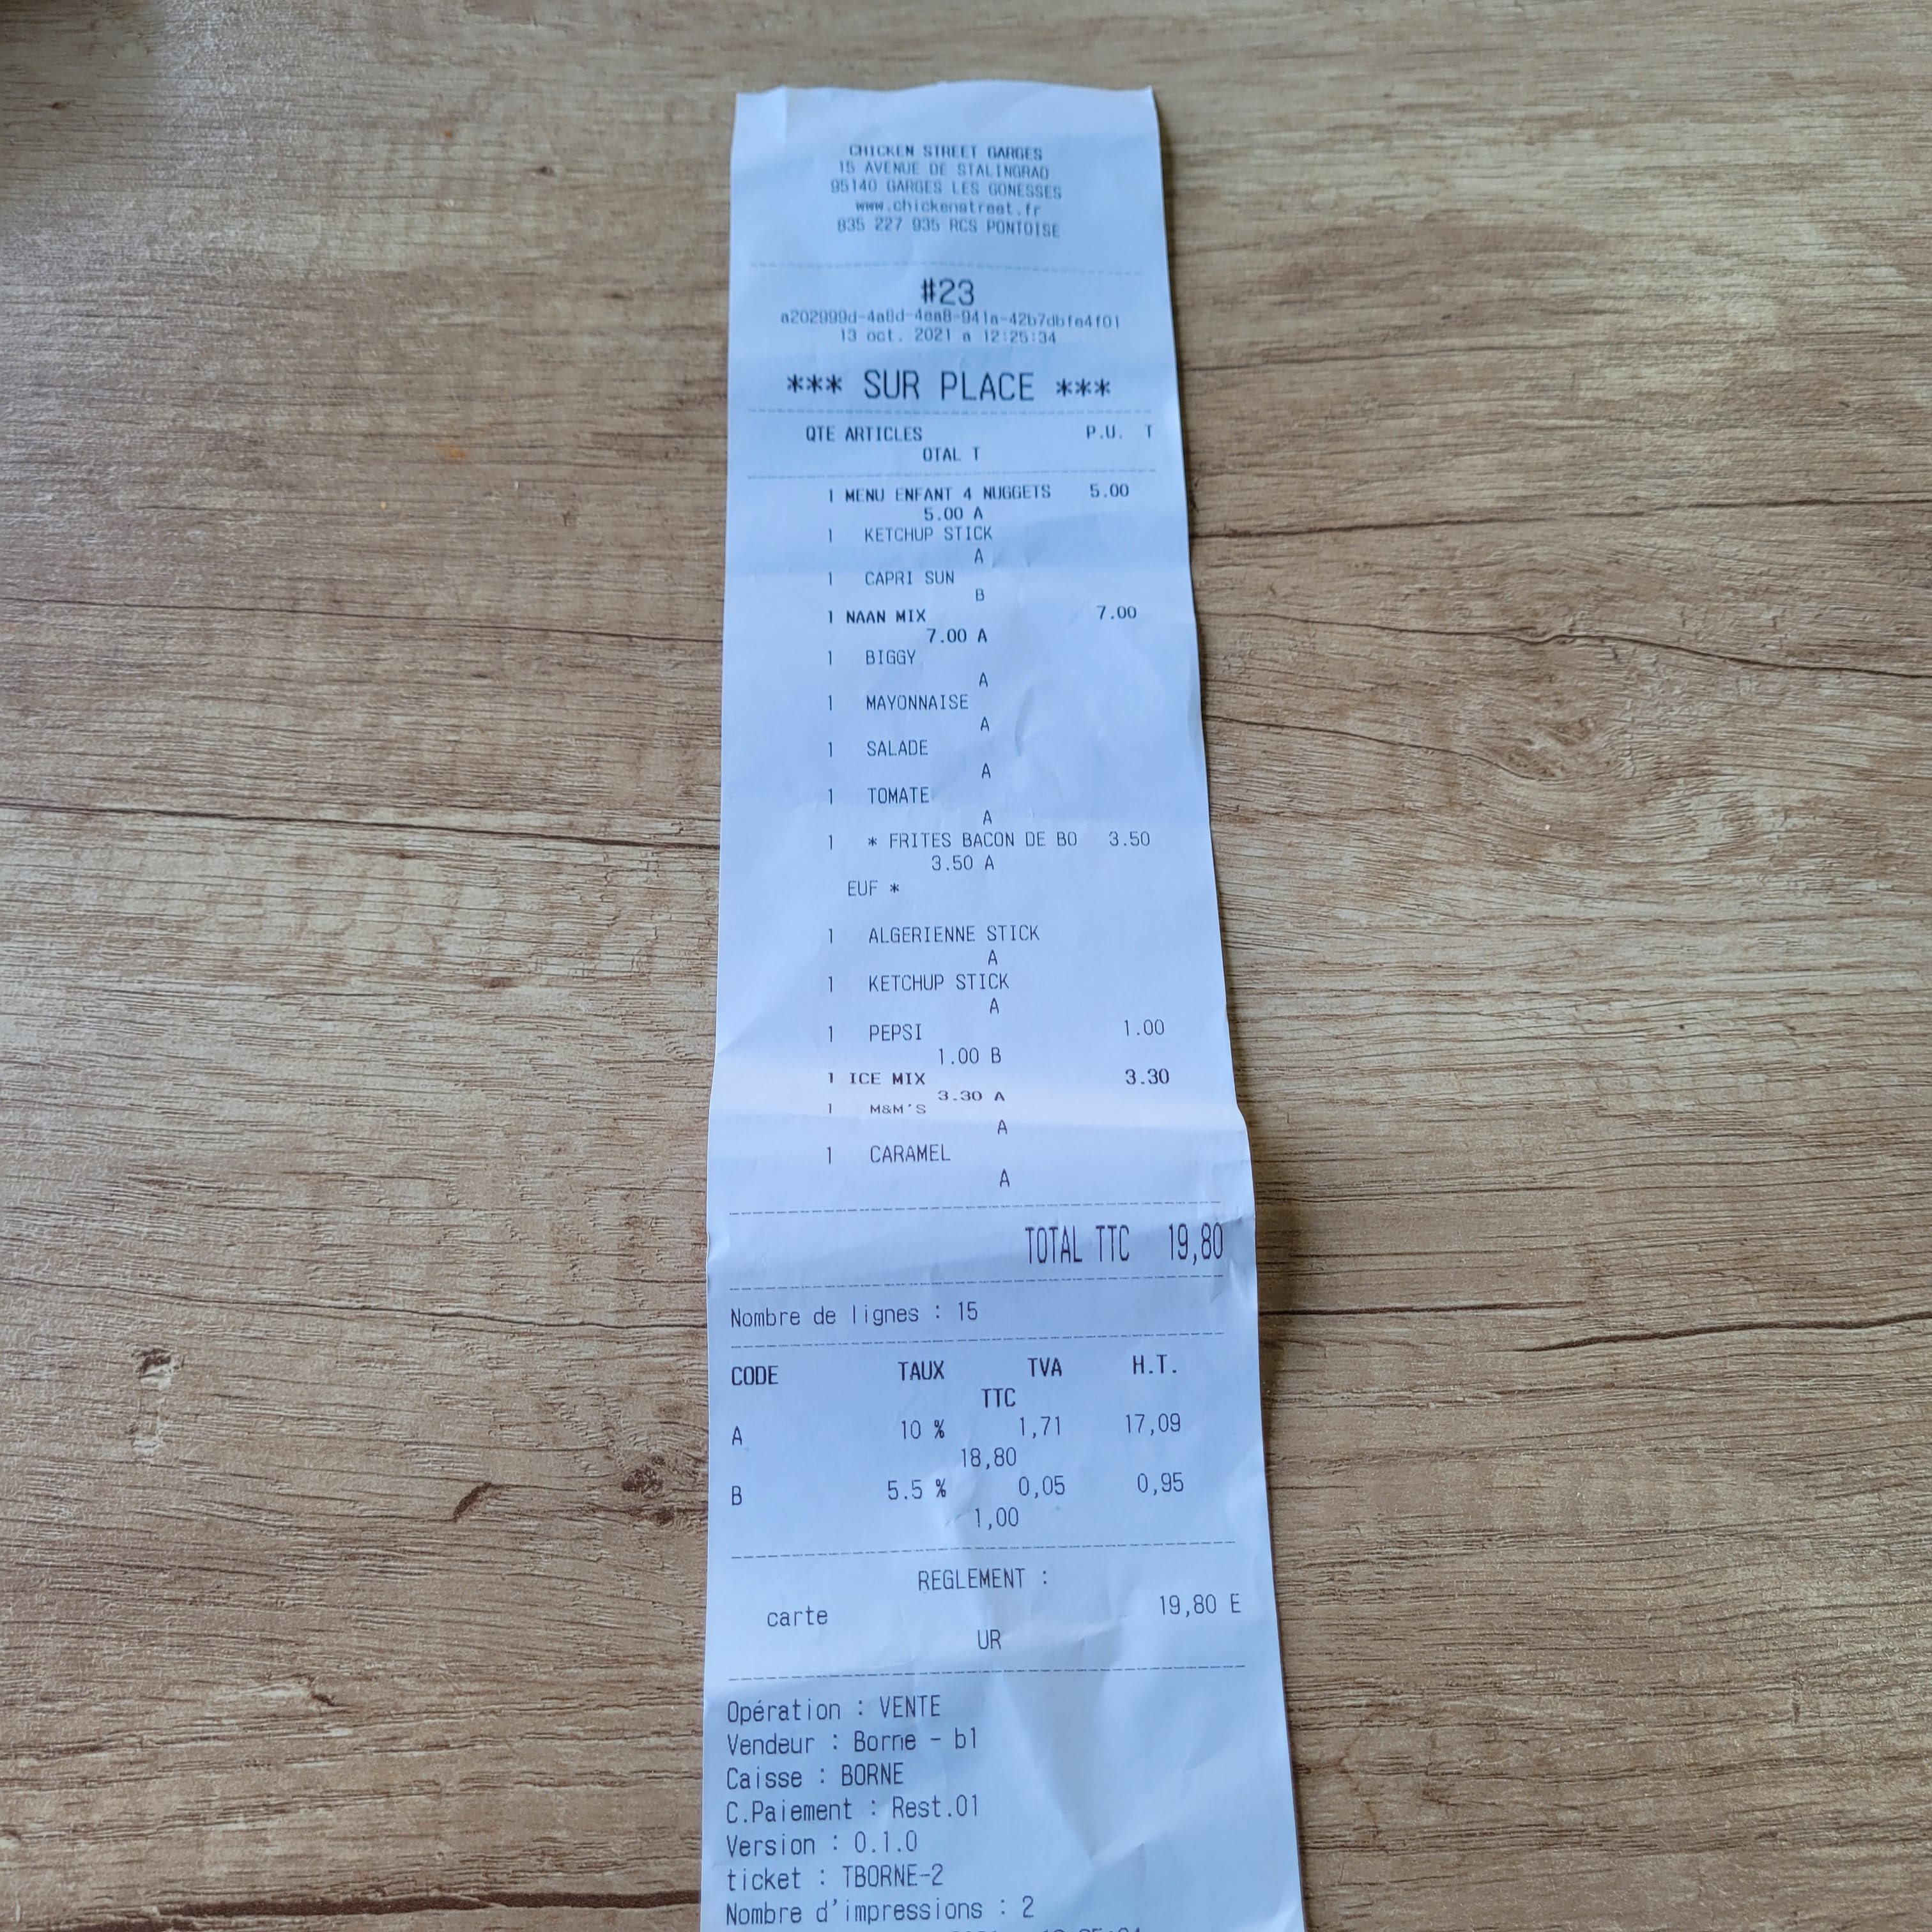 CHICKEN STREET GARGES
15 AVENUE DE STALINGRAD
95140 GARGES LES GONESSES
www.chickenstreet.fr
835 227 935 RCS PONTOISE
#23
a202999d-4a8d-4ea8-941a-42b7dbfe4f01
13 oct. 2021 a 12:25:34
*** SUR PLACE ***
QTE ARTICLES P.U. T
OTAL T
1 MENU ENFANT 4 NUGGETS 5.00
5.00 A
1 KETCHUP STICK
A
1 CAPRI SUN
B
1 NAAN MIX 7.00
7.00 A
1 BIGGY
A
1 MAYONNAISE
A
1 SALADE
A
1 TOMATE
A
1 * FRITES BACON DE BO 3.50
3.50 A
EUF *
1 ALGERIENNE STICK
A
1 KETCHUP STICK
A
1 PEPSI 1.00
1.00 B
1 ICE MIX 3.30
3.30 A
1 M&M'S
A
1 CARAMEL
A
TOTAL TTC 19,80
Nombre de lignes : 15
CODE TAUX TVA H.T.
TTC
A 10 % 1,71 17,09
18,80
B 5.5 % 0,05 0,95
1,00
REGLEMENT :
carte 19,80 E
UR
Opération : VENTE
Vendeur : Borne - b1
Caisse : BORNE
C.Paiement : Rest.01
Version : 0.1.0
ticket : TBORNE-2
Nombre d'impressions : 2